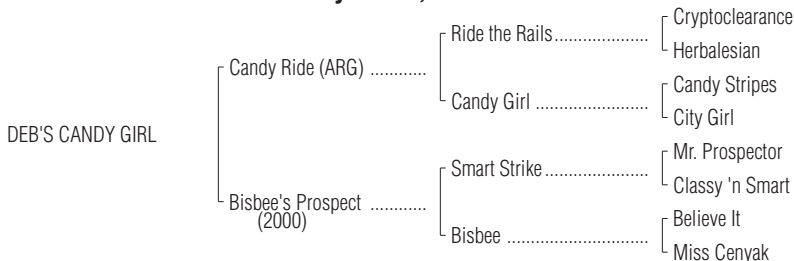 Cryptoclearance
Ride the Rails....................
Herbalesian
Candy Ride (ARG) ............
Candy Stripes
Candy Girl ........................
City Girl
DEB'S CANDY GIRL
Mr. Prospector
Smart Strike......................
Classy 'n Smart
Bisbee's Prospect ............
(2000)
Believe It
Bisbee ..............................
Miss Cenyak